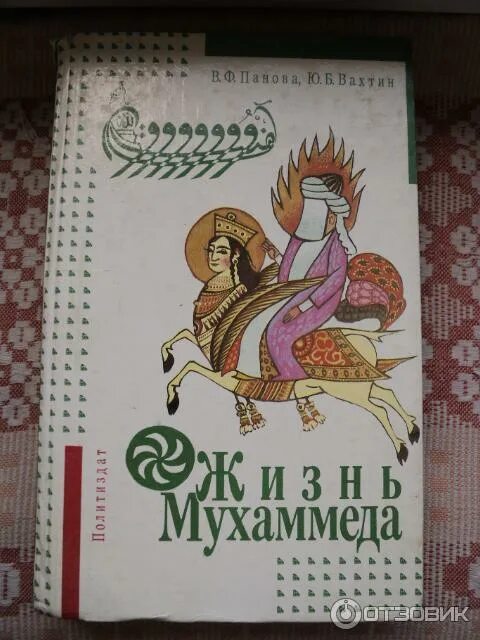 В.Ф.Панова, Ю.Б.Вахтин
Политиздат
Жизнь
Мухаммеда
ОТЗОВИК